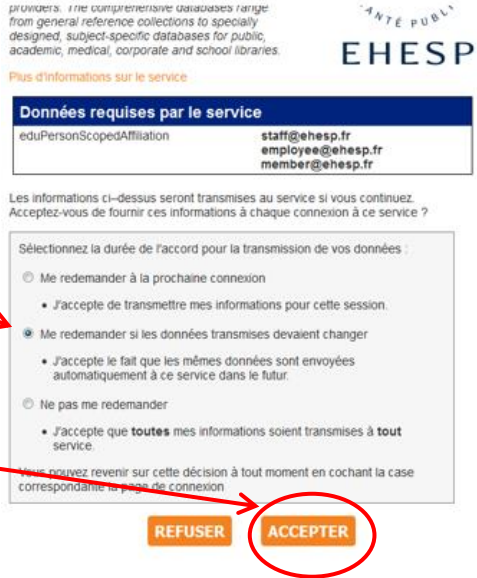 providers. The comprehensive databases range
from general reference collections to specially
designed, subject-specific databases for public,
academic, medical, corporate and school libraries.
ANTÉ PUBL
EHESP
Plus d'informations sur le service
Données requises par le service
eduPersonScopedAffiliation
staff@ehesp.fr
employee@ehesp.fr
member@ehesp.fr
Les informations ci-dessus seront transmises au service si vous continuez.
Acceptez-vous de fournir ces informations à chaque connexion à ce service ?
Sélectionnez la durée de l'accord pour la transmission de vos données :
Me redemander à la prochaine connexion
• J'accepte de transmettre mes informations pour cette session.
Me redemander si les données transmises devaient changer
• J'accepte le fait que les mêmes données sont envoyées
automatiquement à ce service dans le futur.
Ne pas me redemander
• J'accepte que toutes mes informations soient transmises à tout
service.
Vous pouvez revenir sur cette décision à tout moment en cochant la case
correspondante la page de connexion
REFUSER
ACCEPTER